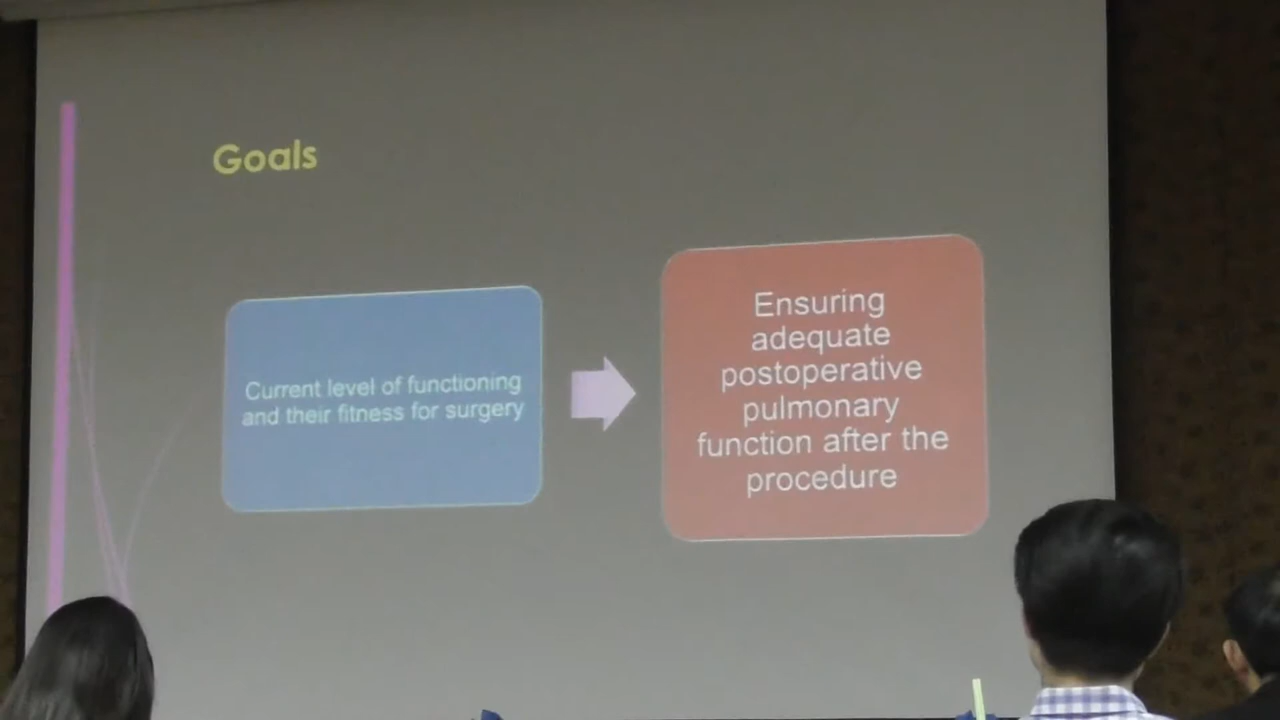 Goals
Current level of functioning
and their fitness for surgery
Ensuring
adequate
postoperative
pulmonary
function after the
procedure